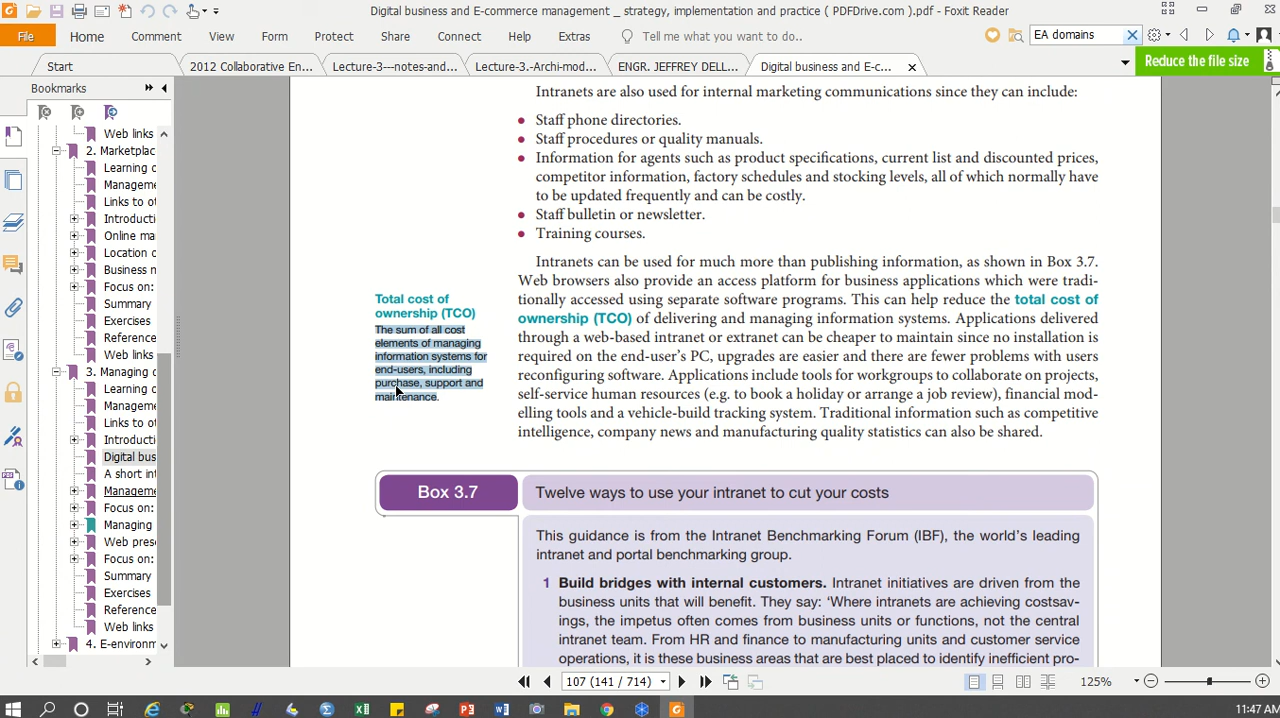 Digital business and E-commerce management _ strategy, implementation and practice ( PDFDrive.com ).pdf - Foxit Reader
File Home Comment View Form Protect Share Connect Help Extras Tell me what you want to do.. EA domains
Start 2012 Collaborative En... Lecture-3---notes-and... Lecture-3.-Archinod... ENGR. JEFFREY DELL... Digital business and E-c... Reduce the file size
Bookmarks
Web links
2. Marketplac
Learning o
Manageme
Links to ot
Introducti
Online ma
Location o
Business n
Focus on:
Summary
Exercises
Reference
Web links
3. Managing o
Learning o
Manageme
Links to ot
Introducti
Digital bus
A short int
Manageme
Focus on:
Managing
Web prese
Focus on:
Summary
Exercises
Reference
Web links
4. E-environm
Intranets are also used for internal marketing communications since they can include:
• Staff phone directories.
• Staff procedures or quality manuals.
• Information for agents such as product specifications, current list and discounted prices,
competitor information, factory schedules and stocking levels, all of which normally have
to be updated frequently and can be costly.
• Staff bulletin or newsletter.
• Training courses.
Intranets can be used for much more than publishing information, as shown in Box 3.7.
Web browsers also provide an access platform for business applications which were tradi-
tionally accessed using separate software programs. This can help reduce the total cost of
ownership (TCO) of delivering and managing information systems. Applications delivered
through a web-based intranet or extranet can be cheaper to maintain since no installation is
required on the end-user's PC, upgrades are easier and there are fewer problems with users
reconfiguring software. Applications include tools for workgroups to collaborate on projects,
self-service human resources (e.g. to book a holiday or arrange a job review), financial mod-
elling tools and a vehicle-build tracking system. Traditional information such as competitive
intelligence, company news and manufacturing quality statistics can also be shared.
Total cost of
ownership (TCO)
The sum of all cost
elements of managing
information systems for
end-users, including
purchase, support and
maintenance.
Box 3.7 Twelve ways to use your intranet to cut your costs
This guidance is from the Intranet Benchmarking Forum (IBF), the world's leading
intranet and portal benchmarking group.
1 Build bridges with internal customers. Intranet initiatives are driven from the
business units that will benefit. They say: 'Where intranets are achieving costsav-
ings, the impetus often comes from business units or functions, not the central
intranet team. From HR and finance to manufacturing units and customer service
operations, it is these business areas that are best placed to identify inefficient pro-
107 (141 / 714) 125%
11:47 AM